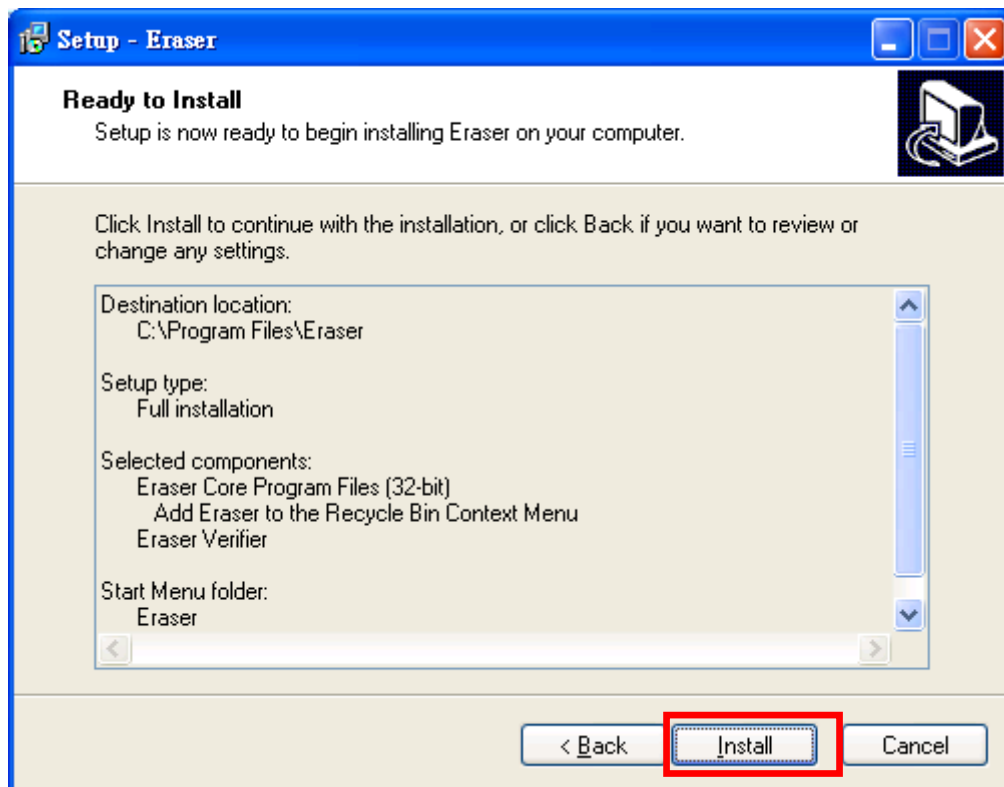 Setup - Eraser
Ready to Install
Setup is now ready to begin installing Eraser on your computer.
Click Install to continue with the installation, or click Back if you want to review or
change any settings.
Destination location:
C:\Program Files\Eraser
Setup type:
Full installation
Selected components:
Eraser Core Program Files (32-bit)
Add Eraser to the Recycle Bin Context Menu
Eraser Verifier
Start Menu folder:
Eraser
< Back Install Cancel